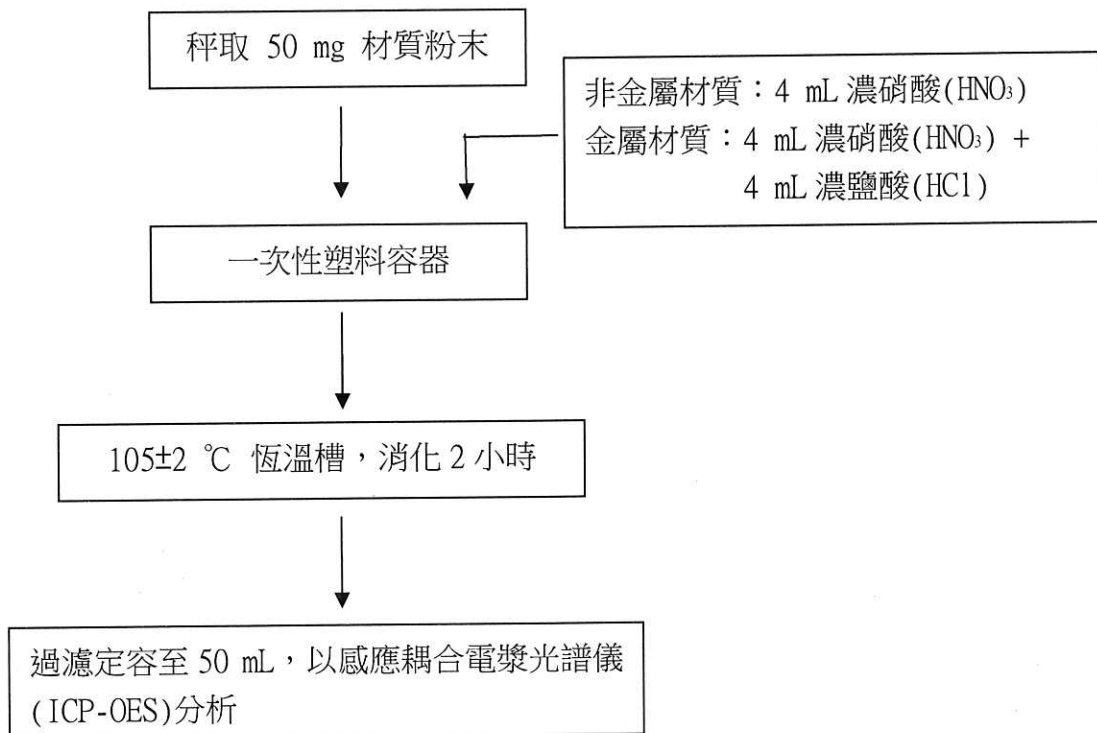 秤取 50 mg 材質粉末
非金屬材質：4 mL 濃硝酸(HNO₃)
金屬材質：4 mL 濃硝酸(HNO₃) +
4 mL 濃鹽酸(HCl)
一次性塑料容器
105±2 ℃ 恆溫槽，消化 2 小時
過濾定容至 50 mL，以感應耦合電漿光譜儀
(ICP-OES)分析